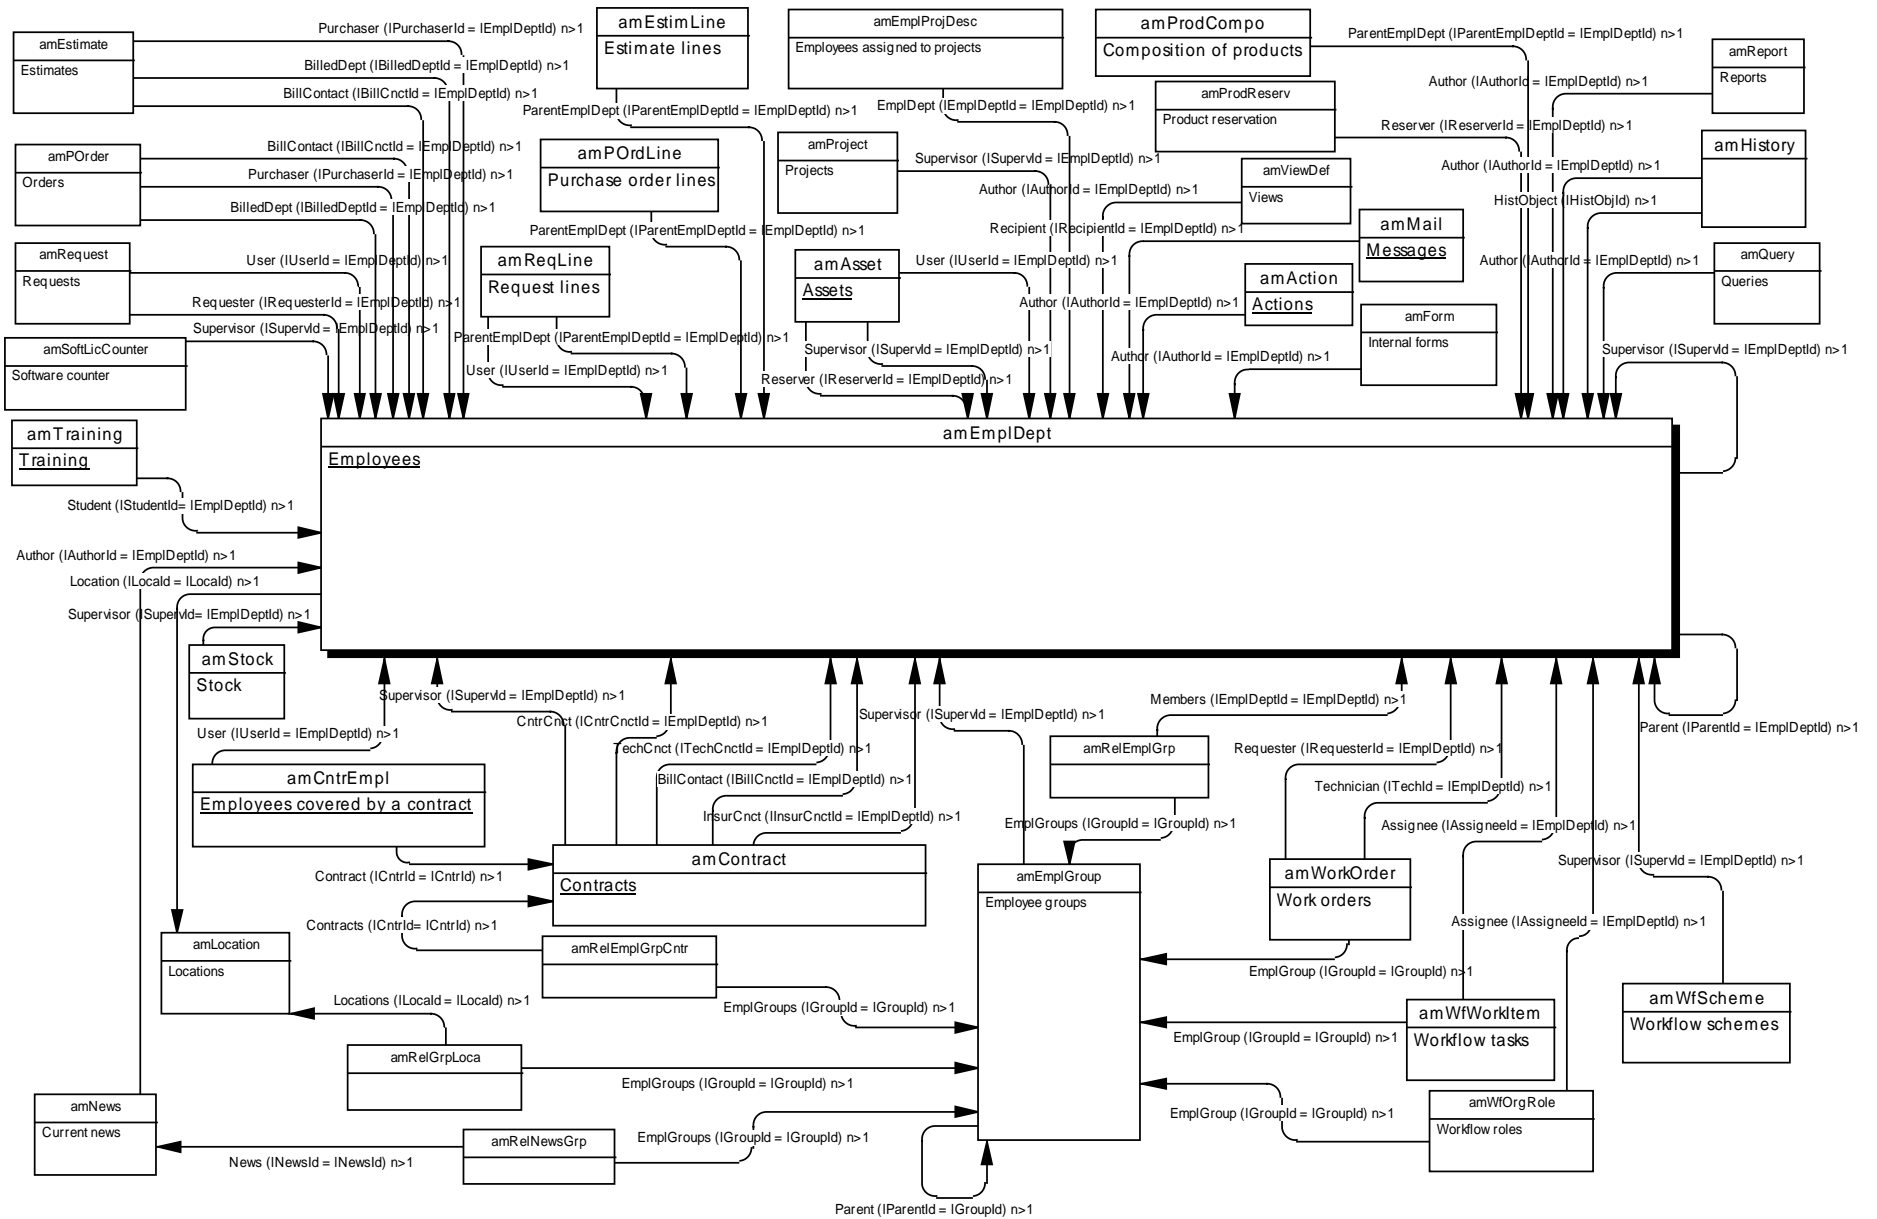 amEstimate
Estimates
Purchaser (lPurchaserId = lEmplDeptId) n>1
BilledDept (lBilledDeptId = lEmplDeptId) n>1
BillContact (lBillCnctId = lEmplDeptId) n>1
amEstimLine
Estimate lines
ParentEmplDept (lParentEmplDeptId = lEmplDeptId) n>1
amEmplProjDesc
Employees assigned to projects
EmplDept (lEmplDeptId = lEmplDeptId) n>1
amProdCompo
Composition of products
ParentEmplDept (lParentEmplDeptId = lEmplDeptId) n>1
amReport
Reports
Author (lAuthorId = lEmplDeptId) n>1
amProdReserv
Product reservation
Reserver (lReserverId = lEmplDeptId) n>1
amPOrder
Orders
BillContact (lBillCnctId = lEmplDeptId) n>1
Purchaser (lPurchaserId = lEmplDeptId) n>1
BilledDept (lBilledDeptId = lEmplDeptId) n>1
amPOrdLine
Purchase order lines
ParentEmplDept (lParentEmplDeptId = lEmplDeptId) n>1
amProject
Projects
Supervisor (lSupervId = lEmplDeptId) n>1
amViewDef
Views
Author (lAuthorId = lEmplDeptId) n>1
amHistory
Author (lAuthorId = lEmplDeptId) n>1
HistObject (lHistObjId) n>1
amMail
Messages
Recipient (lRecipientId = lEmplDeptId) n>1
amRequest
Requests
User (lUserId = lEmplDeptId) n>1
Requester (lRequesterId = lEmplDeptId) n>1
amReqLine
Request lines
ParentEmplDept (lParentEmplDeptId = lEmplDeptId) n>1
User (lUserId = lEmplDeptId) n>1
amAsset
Assets
User (lUserId = lEmplDeptId) n>1
Supervisor (lSupervId = lEmplDeptId) n>1
Reserver (lReserverId = lEmplDeptId) n>1
amAction
Actions
Author (lAuthorId = lEmplDeptId) n>1
amQuery
Queries
Author (lAuthorId = lEmplDeptId) n>1
amForm
Internal forms
Author (lAuthorId = lEmplDeptId) n>1
Supervisor (lSupervId = lEmplDeptId) n>1
amSoftLicCounter
Software counter
Supervisor (lSupervId = lEmplDeptId) n>1
amTraining
Training
Student (lStudentId= lEmplDeptId) n>1
amEmplDept
Employees
Author (lAuthorId = lEmplDeptId) n>1
Location (lLocaId = lLocaId) n>1
Supervisor (lSupervId= lEmplDeptId) n>1
amStock
Stock
User (lUserId = lEmplDeptId) n>1
amCntrEmpl
Employees covered by a contract
Contract (lCntrId = lCntrId) n>1
Supervisor (lSupervId = lEmplDeptId) n>1
CntrCnct (lCntrCnctId = lEmplDeptId) n>1
TechCnct (lTechCnctId = lEmplDeptId) n>1
BillContact (lBillCnctId = lEmplDeptId) n>1
InsurCnct (lInsurCnctId = lEmplDeptId) n>1
amContract
Contracts
Contracts (lCntrId= lCntrId) n>1
Supervisor (lSupervId = lEmplDeptId) n>1
Members (lEmplDeptId = lEmplDeptId) n>1
amRelEmplGrp
EmplGroups (lGroupId = lGroupId) n>1
Requester (lRequesterId = lEmplDeptId) n>1
Technician (lTechId = lEmplDeptId) n>1
Assignee (lAssigneeId = lEmplDeptId) n>1
Parent (lParentId = lEmplDeptId) n>1
Supervisor (lSupervId = lEmplDeptId) n>1
amEmplGroup
Employee groups
amWorkOrder
Work orders
Assignee (lAssigneeId = lEmplDeptId) n>1
EmplGroup (lGroupId = lGroupId) n>1
amLocation
Locations
amRelEmplGrpCntr
EmplGroups (lGroupId = lGroupId) n>1
Locations (lLocaId = lLocaId) n>1
amRelGrpLoca
EmplGroups (lGroupId = lGroupId) n>1
amWfScheme
Workflow schemes
amWfWorkItem
Workflow tasks
EmplGroup (lGroupId = lGroupId) n>1
amWfOrgRole
Workflow roles
EmplGroup (lGroupId = lGroupId) n>1
amNews
Current news
amRelNewsGrp
EmplGroups (lGroupId = lGroupId) n>1
News (lNewsId = lNewsId) n>1
Parent (lParentId = lGroupId) n>1